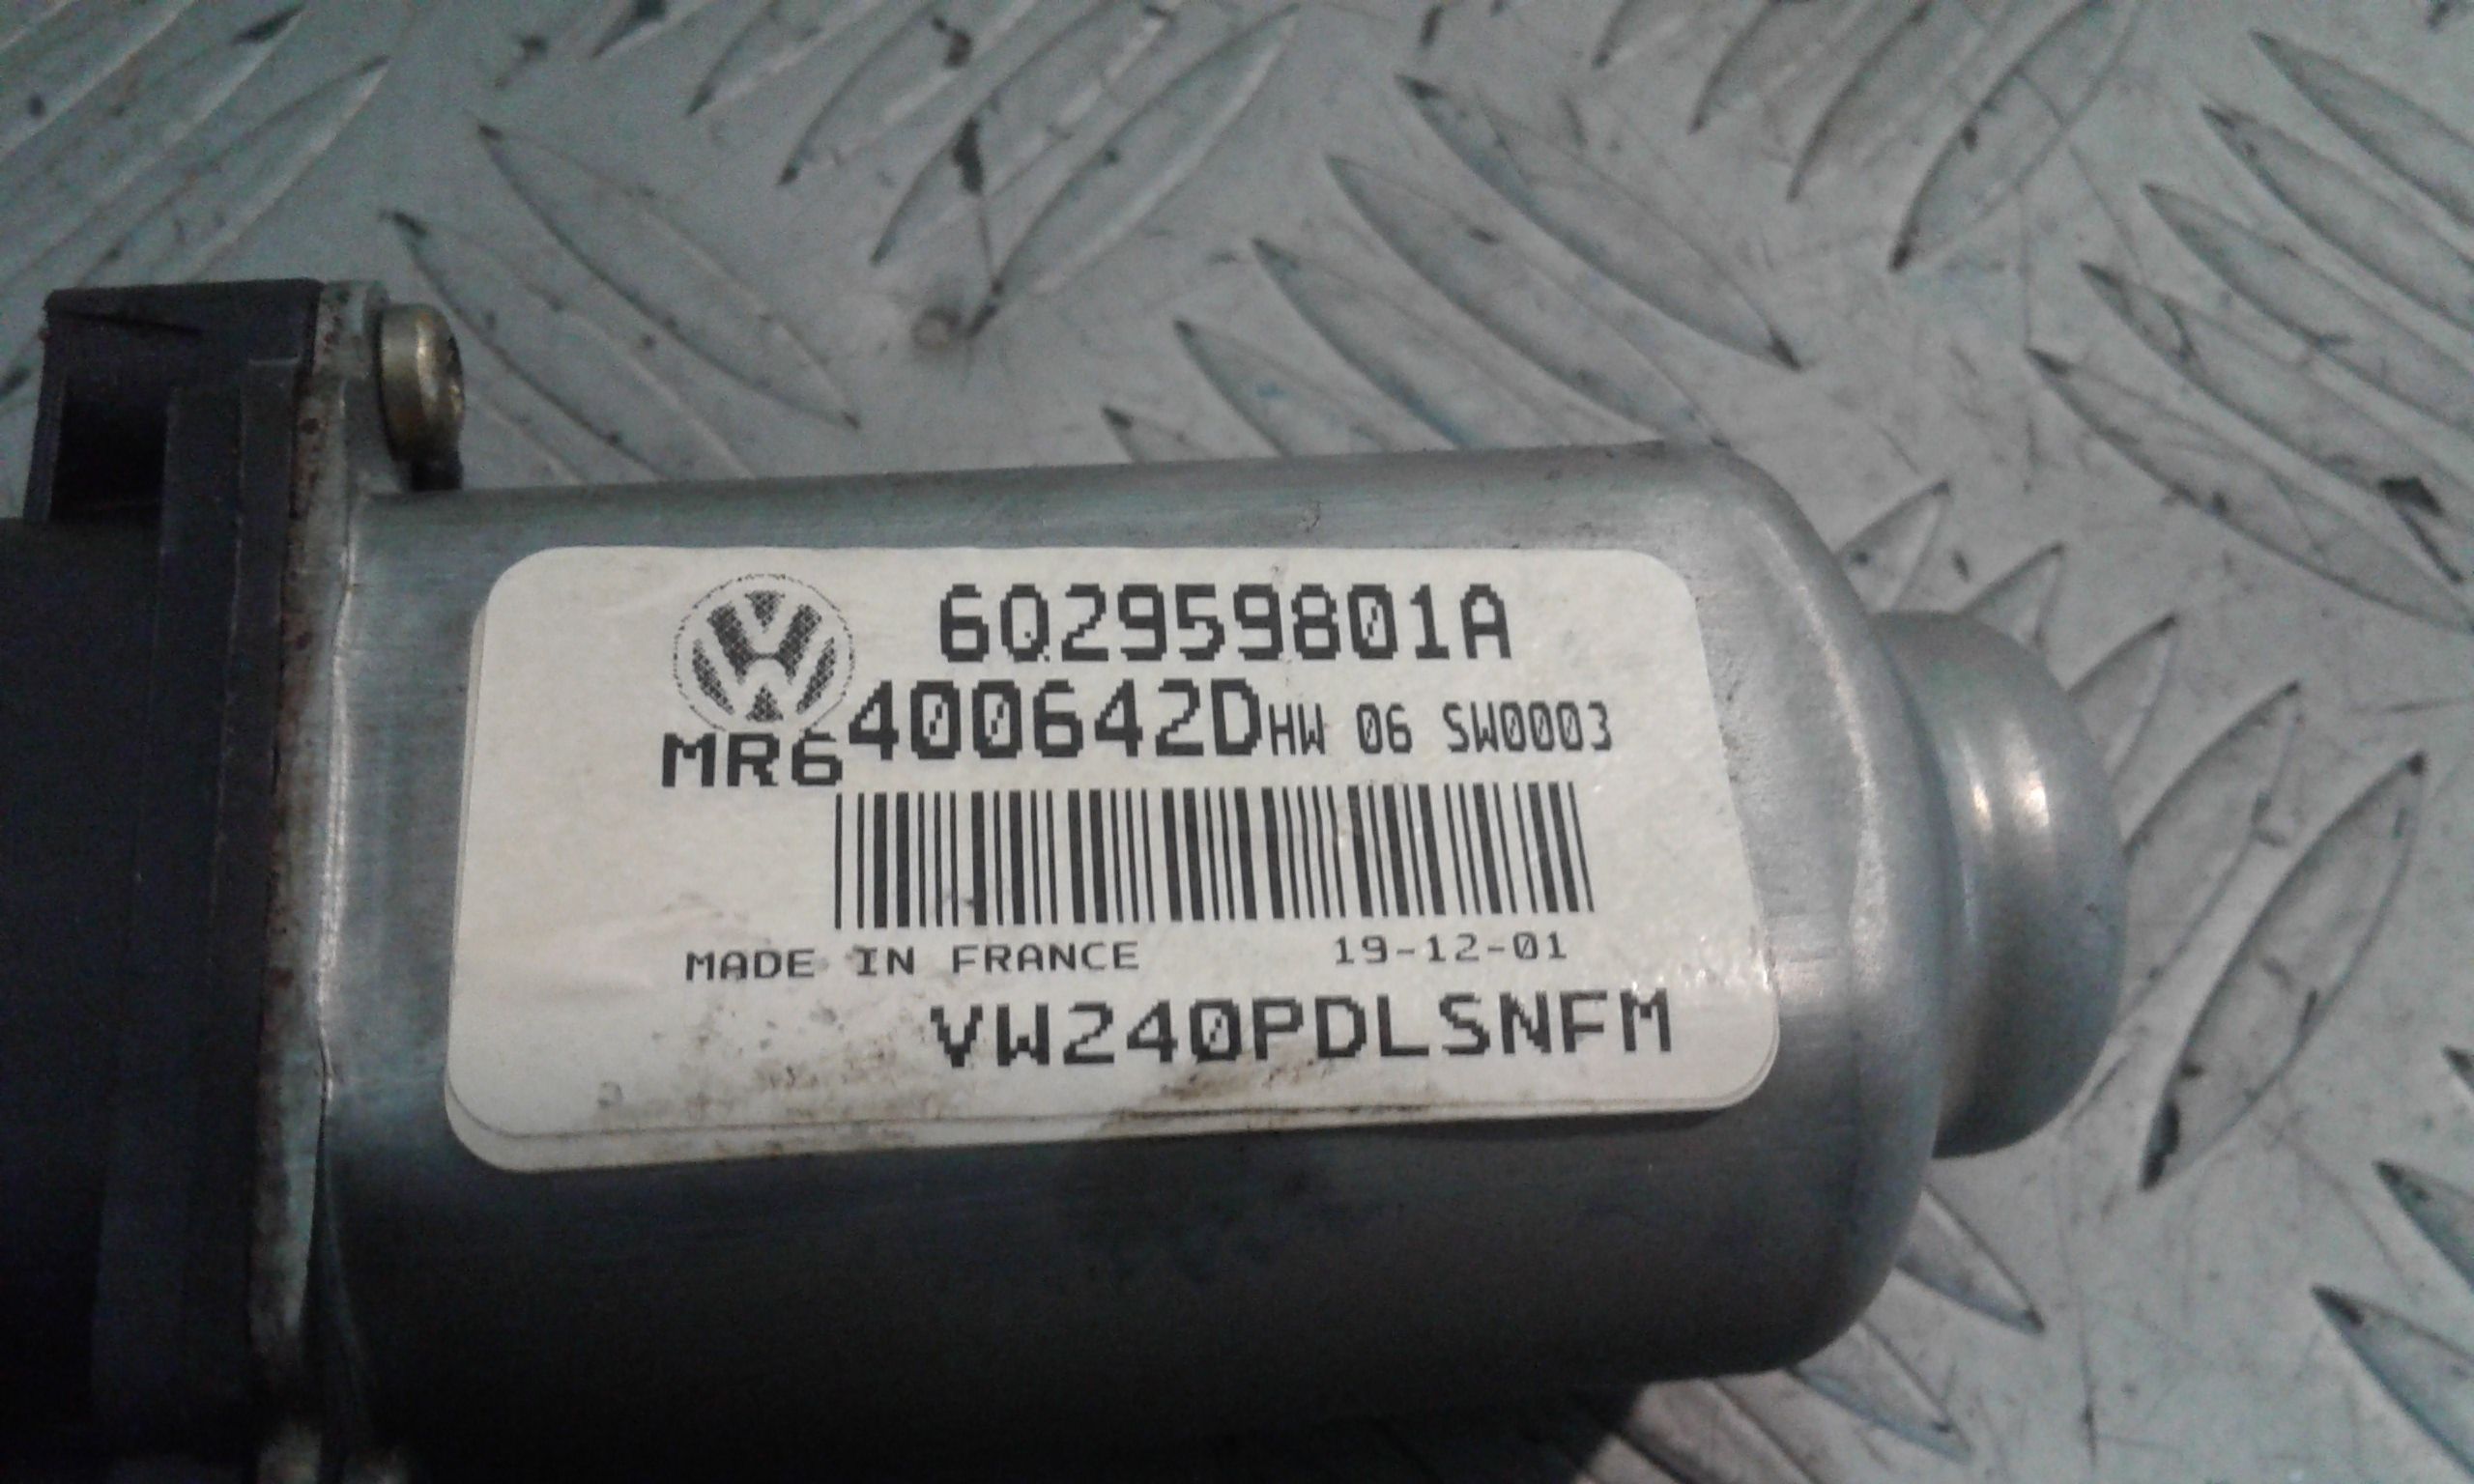 6Q2959801A
400642D HW 06 SW0003
MR6
MADE IN FRANCE 19-12-01
VW240PDLSNFM